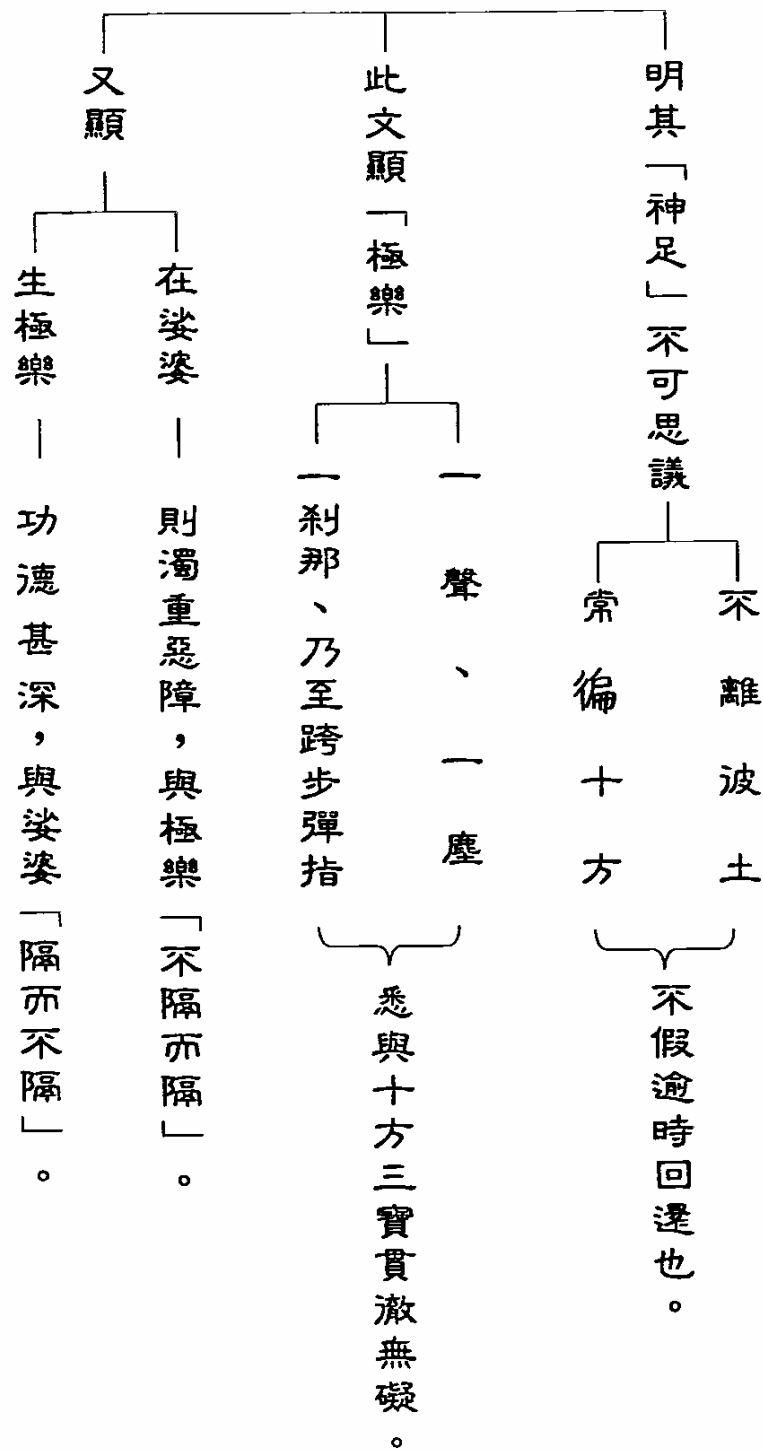 明其「神足」不可思議
不離波土
常徧十方
不假逾時回還也。
此文顯「極樂」
一聲、一塵
一剎那、乃至跨步彈指
悉與十方三寶貫徹無礙。
又顯
在娑婆 — 則濁重惡障，與極樂「不隔而隔」。
生極樂 — 功德甚深，與娑婆「隔而不隔」。